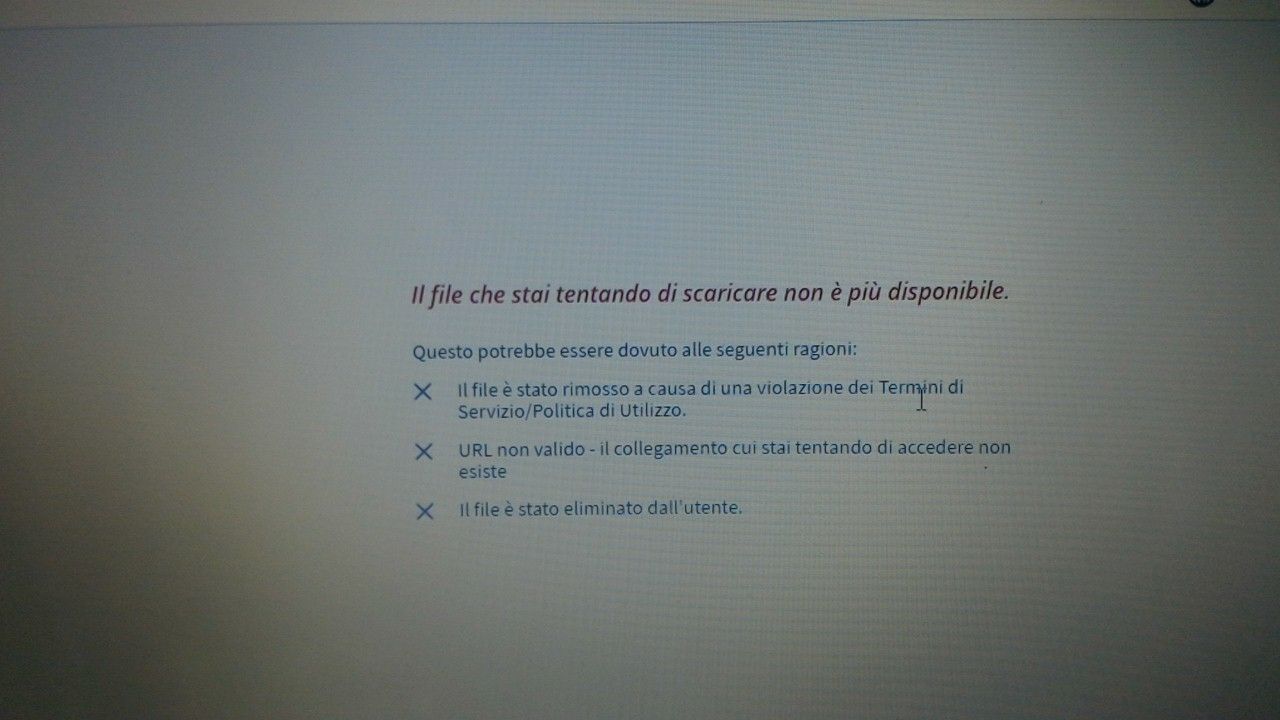 Il file che stai tentando di scaricare non è più disponibile.
Questo potrebbe essere dovuto alle seguenti ragioni:
Il file è stato rimosso a causa di una violazione dei Termini di
Servizio/Politica di Utilizzo.
URL non valido - il collegamento cui stai tentando di accedere non
esiste
Il file è stato eliminato dall'utente.